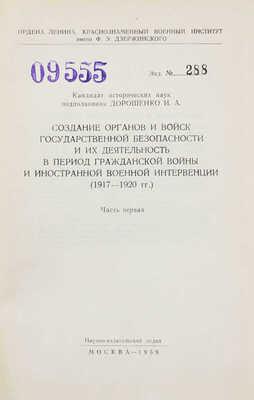 ОРДЕНА ЛЕНИНА, КРАСНОЗНАМЕННЫЙ ВОЕННЫЙ ИНСТИТУТ
имени Ф. Э. ДЗЕРЖИНСКОГО
09555
Экз. № 288
Кандидат исторических наук
подполковник ДОРОШЕНКО И. А.
СОЗДАНИЕ ОРГАНОВ И ВОЙСК
ГОСУДАРСТВЕННОЙ БЕЗОПАСНОСТИ
И ИХ ДЕЯТЕЛЬНОСТЬ
В ПЕРИОД ГРАЖДАНСКОЙ ВОЙНЫ
И ИНОСТРАННОЙ ВОЕННОЙ ИНТЕРВЕНЦИИ
(1917—1920 гг.)
Часть первая
Научно-издательский отдел
МОСКВА—1959